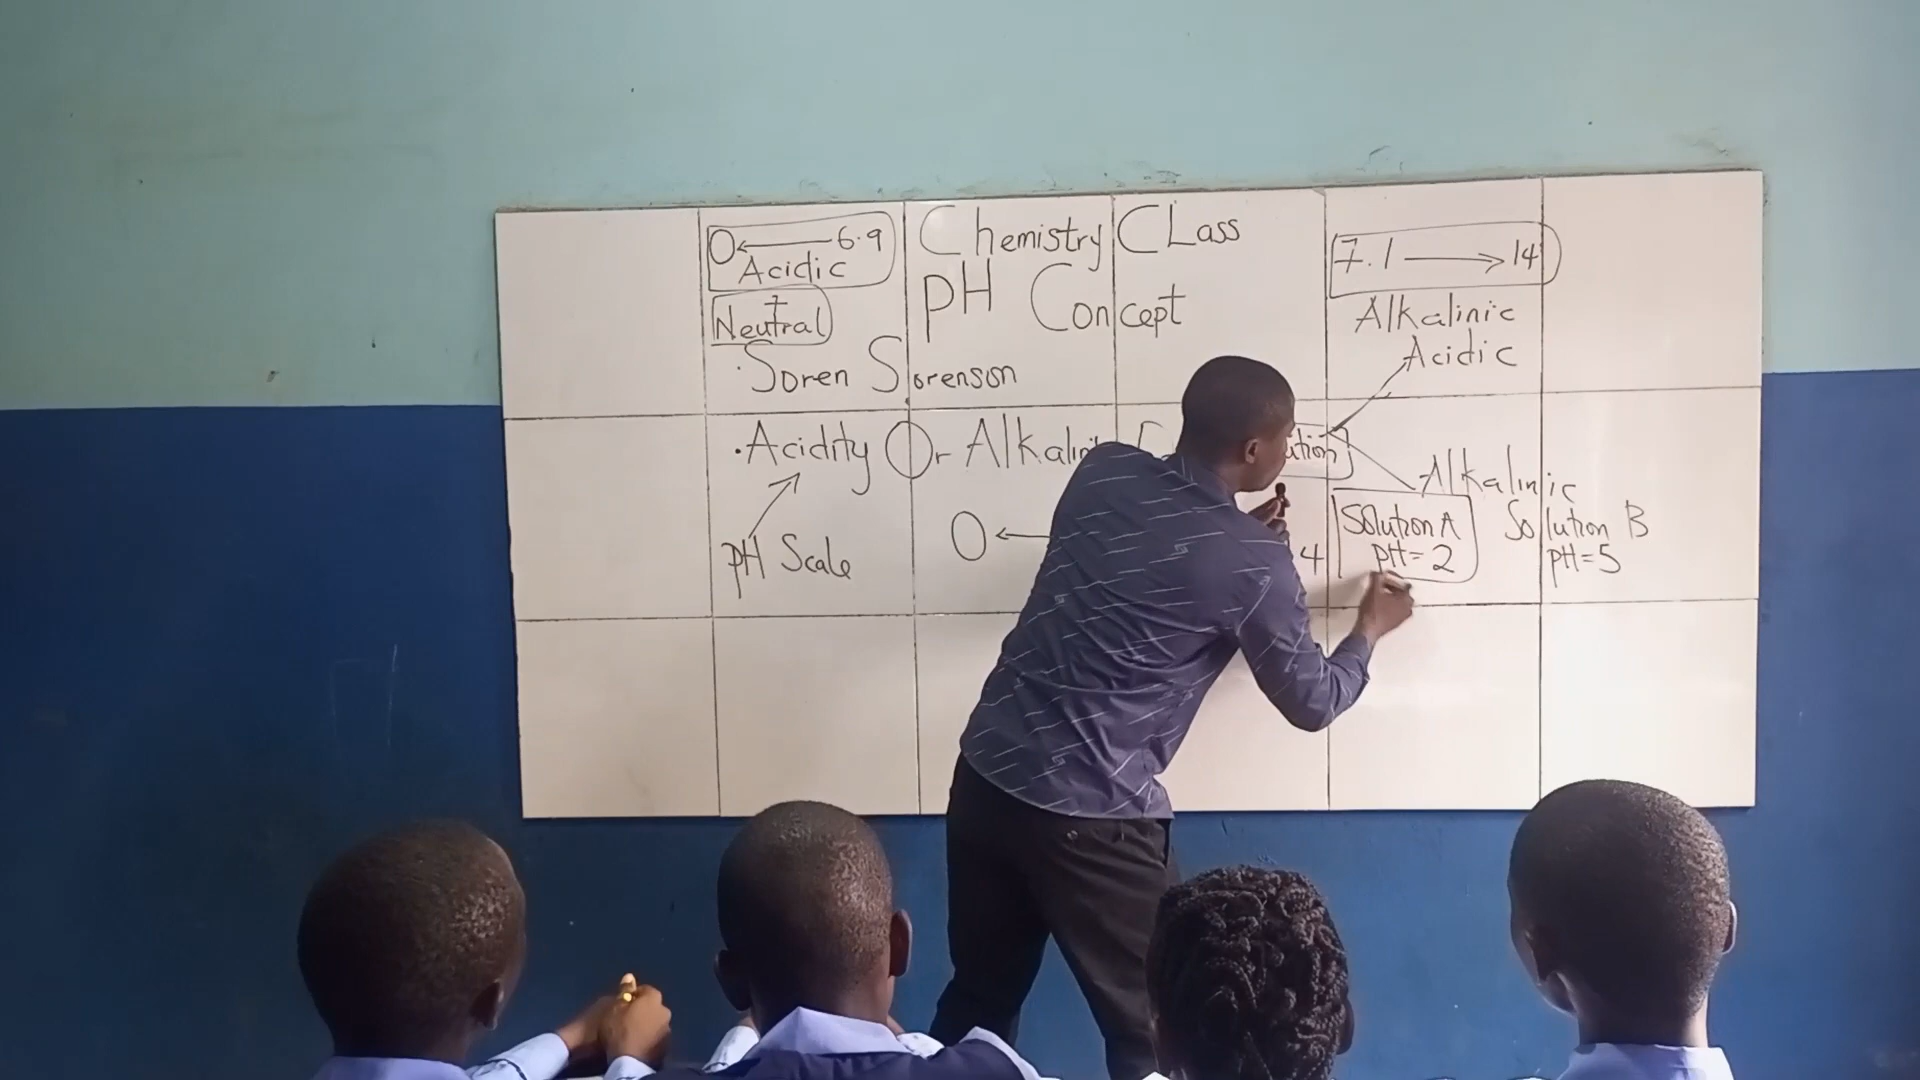 0 ← 6.9
Acidic
7
Neutral
Chemistry CLass
pH Concept
7.1 → 14
Alkalinic
Acidic
· Soren Sorenson
· Acidity Or
Alkalinic
pH Scale
0 ←
4
Solution A
pH = 2
Solution B
pH = 5